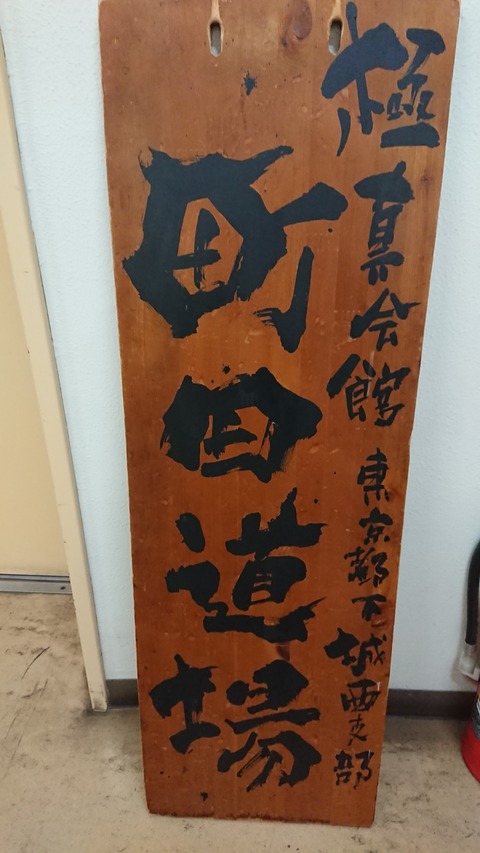 極真会館 東京都下城西支部
町田道場